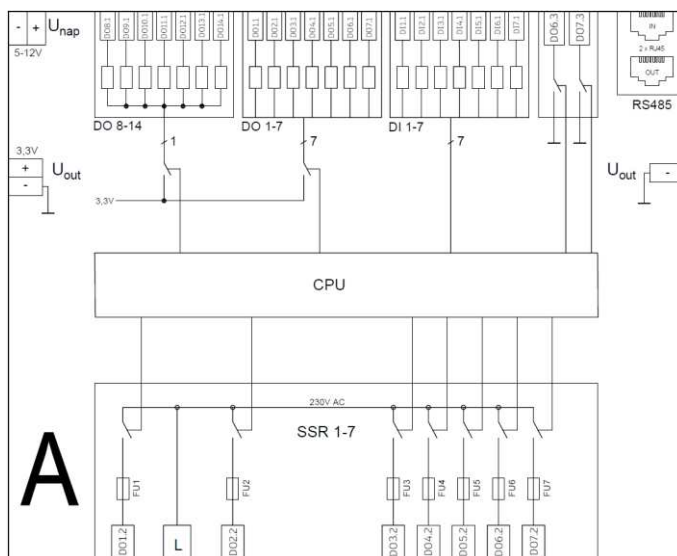 - +
U nap
5-12V
DO8.1 DO9.1 DO10.1 DO11.1 DO12.1 DO13.1 DO14.1
DO1.1 DO2.1 DO3.1 DO4.1 DO5.1 DO6.1 DO7.1
DI1.1 DI2.1 DI3.1 DI4.1 DI5.1 DI6.1 DI7.1
DO6.3 DO7.3
IN
2 x RJ45
OUT
RS485
DO 8-14
DO 1-7
DI 1-7
1
7
7
3,3V
+
-
U out
U out
-
3,3V
CPU
230V AC
SSR 1-7
A
FU1
FU2
FU3
FU4
FU5
FU6
FU7
DO1.2
L
DO2.2
DO3.2
DO4.2
DO5.2
DO6.2
DO7.2